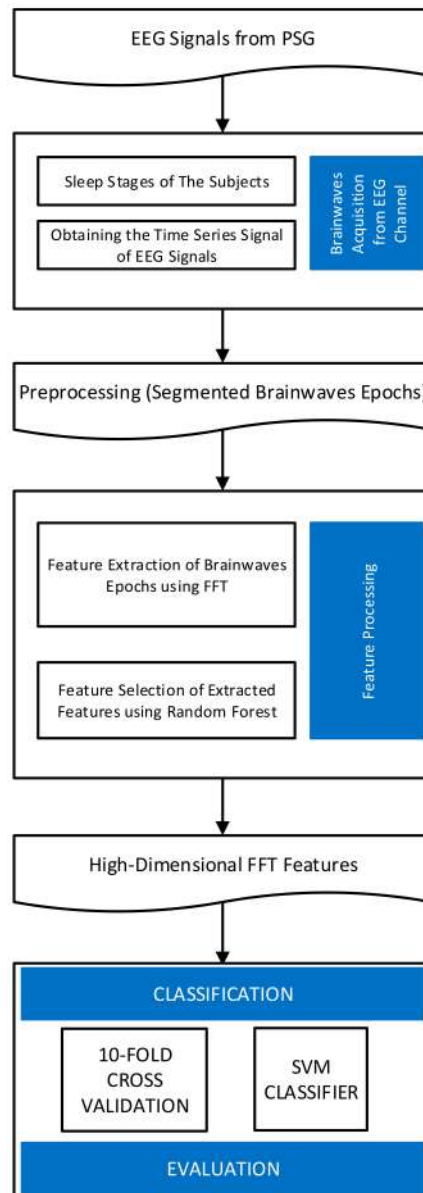 EEG Signals from PSG
Sleep Stages of The Subjects
Obtaining the Time Series Signal
of EEG Signals
Brainwaves
Acquisition
from EEG
Channel
Preprocessing (Segmented Brainwaves Epochs)
Feature Extraction of Brainwaves
Epochs using FFT
Feature Selection of Extracted
Features using Random Forest
Feature Processing
High-Dimensional FFT Features
CLASSIFICATION
10-FOLD
CROSS
VALIDATION
SVM
CLASSIFIER
EVALUATION